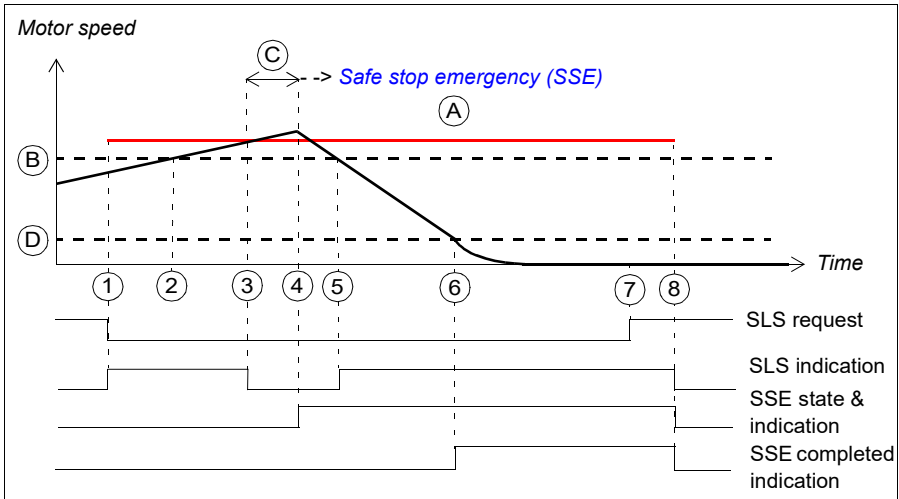 Motor speed
C
--> Safe stop emergency (SSE)
A
B
D
Time
1 2 3 4 5 6 7 8
SLS request
SLS indication
SSE state &
indication
SSE completed
indication